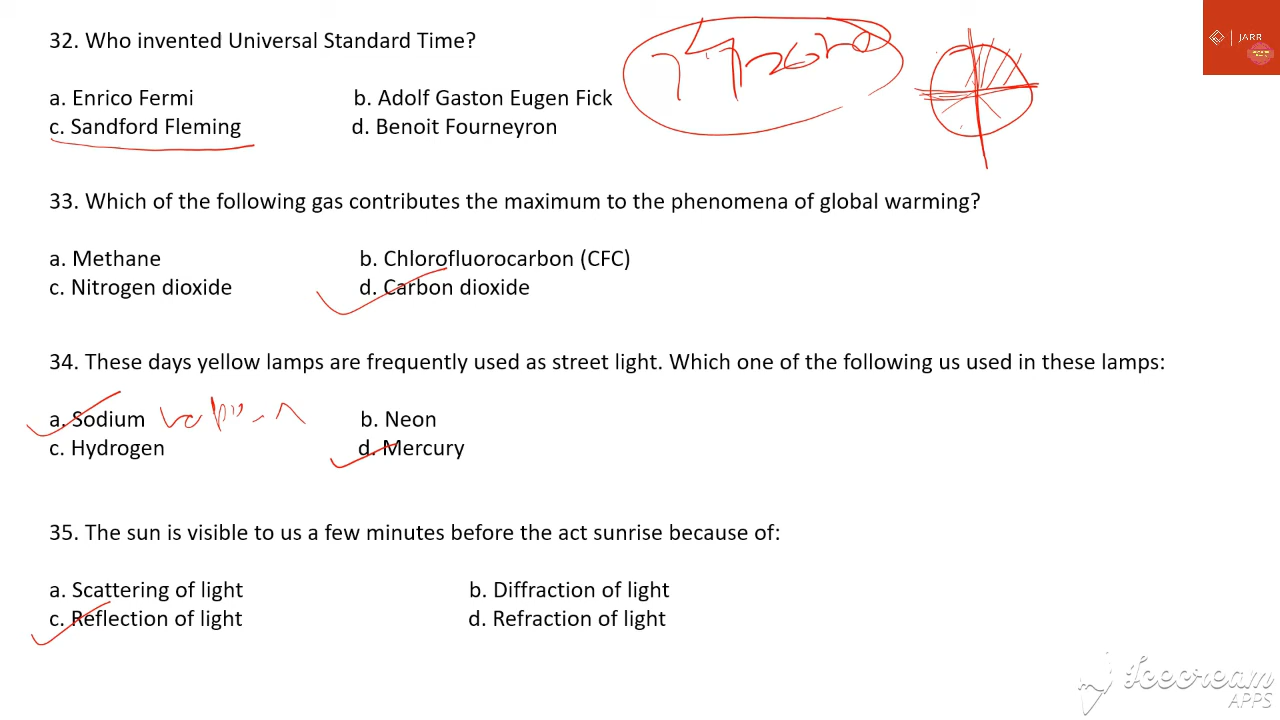 JARR
32. Who invented Universal Standard Time?
a. Enrico Fermi b. Adolf Gaston Eugen Fick
c. Sandford Fleming d. Benoit Fourneyron
33. Which of the following gas contributes the maximum to the phenomena of global warming?
a. Methane b. Chlorofluorocarbon (CFC)
c. Nitrogen dioxide d. Carbon dioxide
34. These days yellow lamps are frequently used as street light. Which one of the following us used in these lamps:
a. Sodium b. Neon
c. Hydrogen d. Mercury
35. The sun is visible to us a few minutes before the act sunrise because of:
a. Scattering of light b. Diffraction of light
c. Reflection of light d. Refraction of light
Icecream
APPS